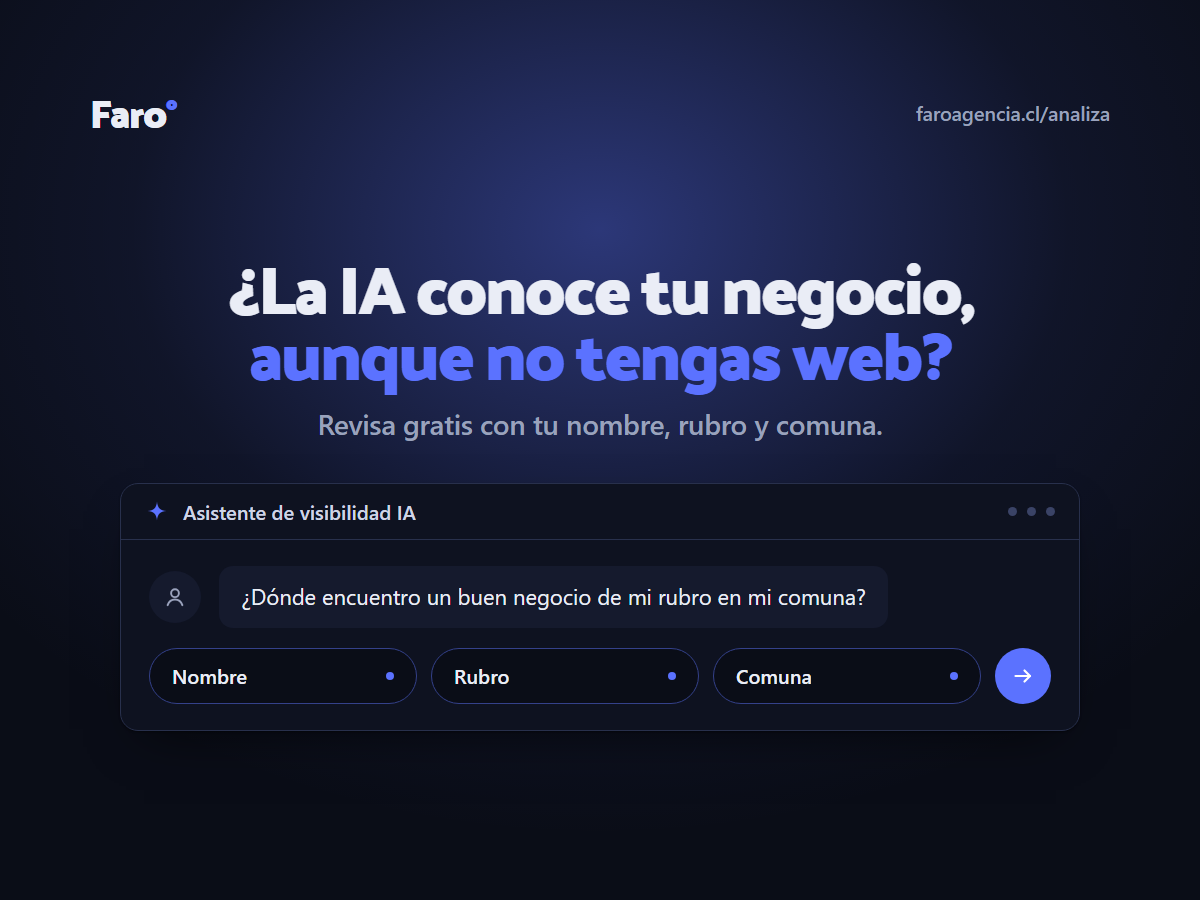 Faro
faroagencia.cl/analiza
¿La IA conoce tu negocio,
aunque no tengas web?
Revisa gratis con tu nombre, rubro y comuna.
Asistente de visibilidad IA
¿Dónde encuentro un buen negocio de mi rubro en mi comuna?
Nombre
Rubro
Comuna